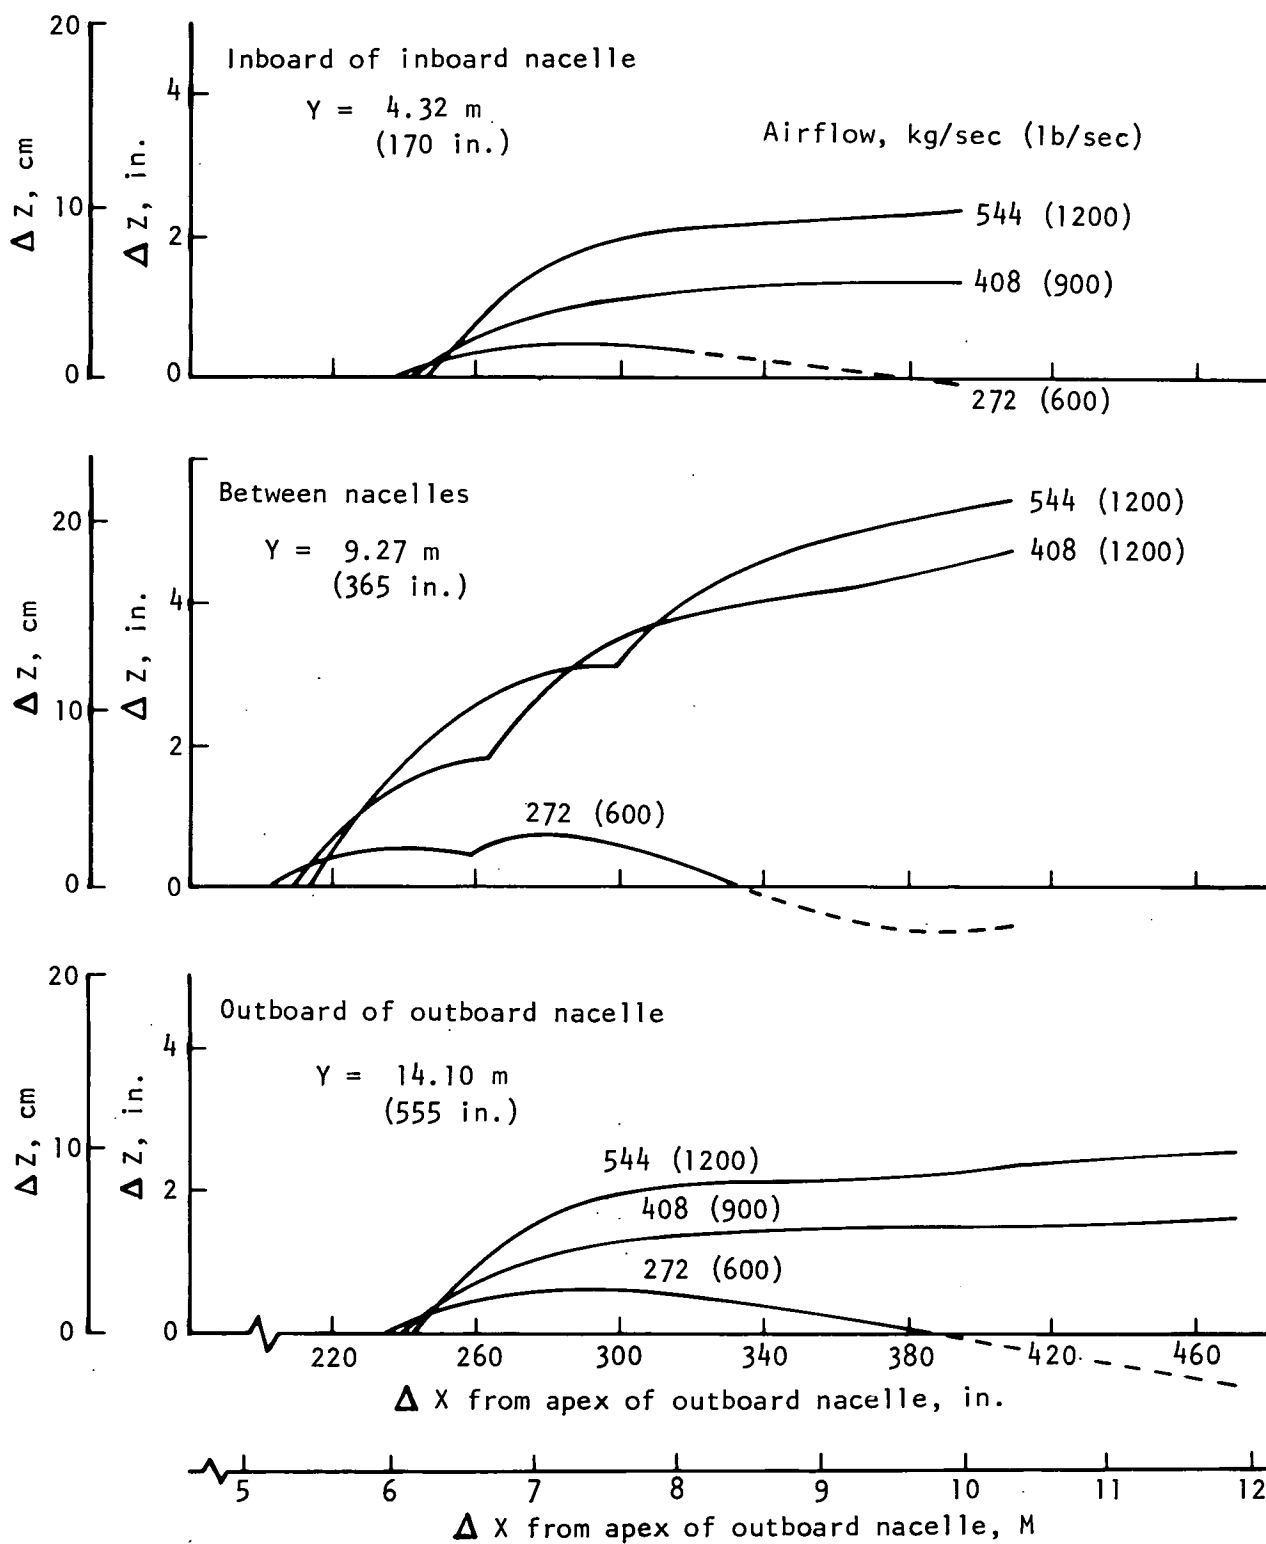 Inboard of inboard nacelle
Y = 4.32 m
(170 in.)
Airflow, kg/sec (lb/sec)
20
10
0
Δ Z, cm
4
2
0
Δ Z, in.
544 (1200)
408 (900)
272 (600)
Between nacelles
Y = 9.27 m
(365 in.)
20
10
0
Δ Z, cm
4
2
0
Δ Z, in.
544 (1200)
408 (1200)
272 (600)
Outboard of outboard nacelle
Y = 14.10 m
(555 in.)
20
10
0
Δ Z, cm
4
2
0
Δ Z, in.
544 (1200)
408 (900)
272 (600)
220 260 300 340 380 420 460
Δ X from apex of outboard nacelle, in.
5 6 7 8 9 10 11 12
Δ X from apex of outboard nacelle, M